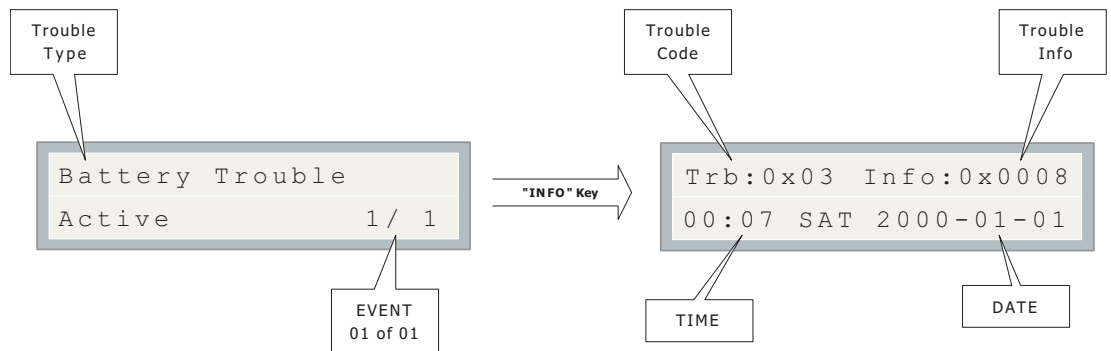 Trouble
Type
Battery Trouble
Active 1/ 1
EVENT
01 of 01
"INFO" Key
Trouble
Code
Trouble
Info
Trb:0x03 Info:0x0008
00:07 SAT 2000-01-01
TIME
DATE